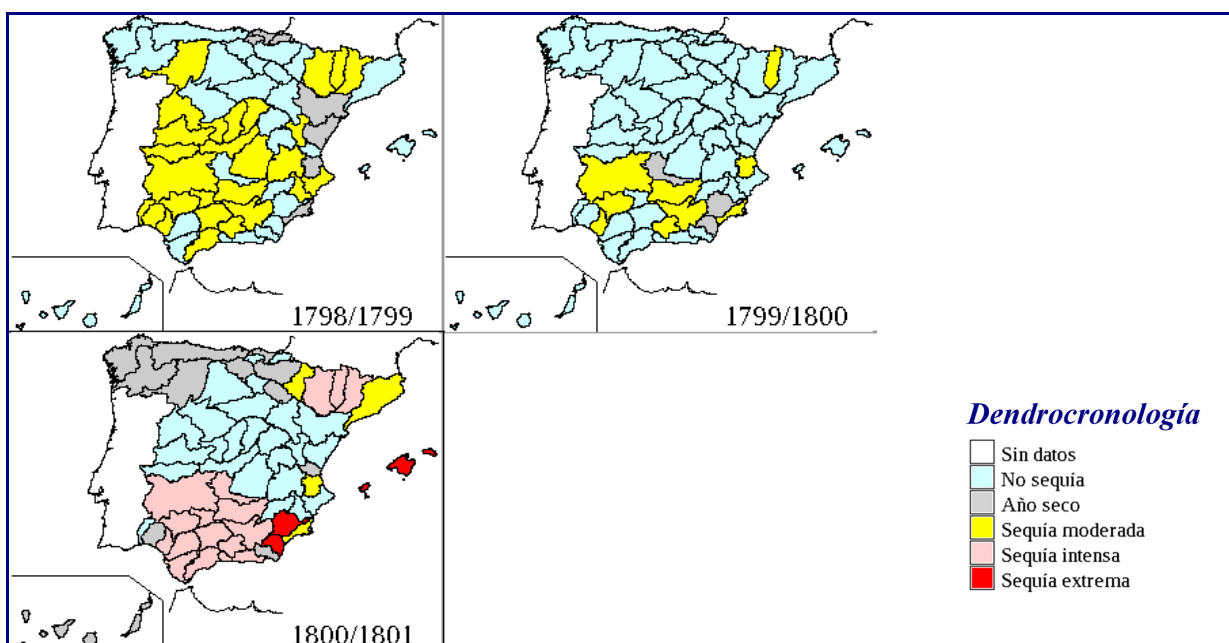 1798/1799
1799/1800
1800/1801
Dendrocronología
Sin datos
No sequía
Año seco
Sequía moderada
Sequía intensa
Sequía extrema